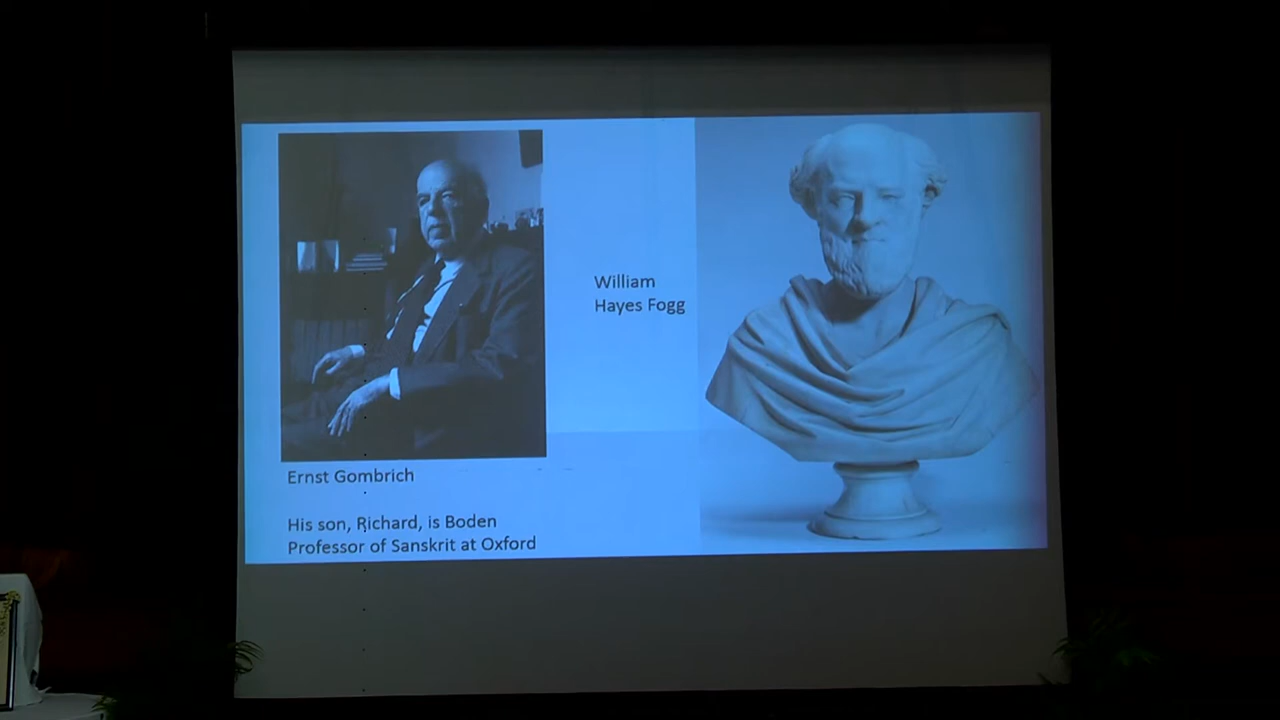 William
Hayes Fogg
Ernst Gombrich
His son, Richard, is Boden
Professor of Sanskrit at Oxford